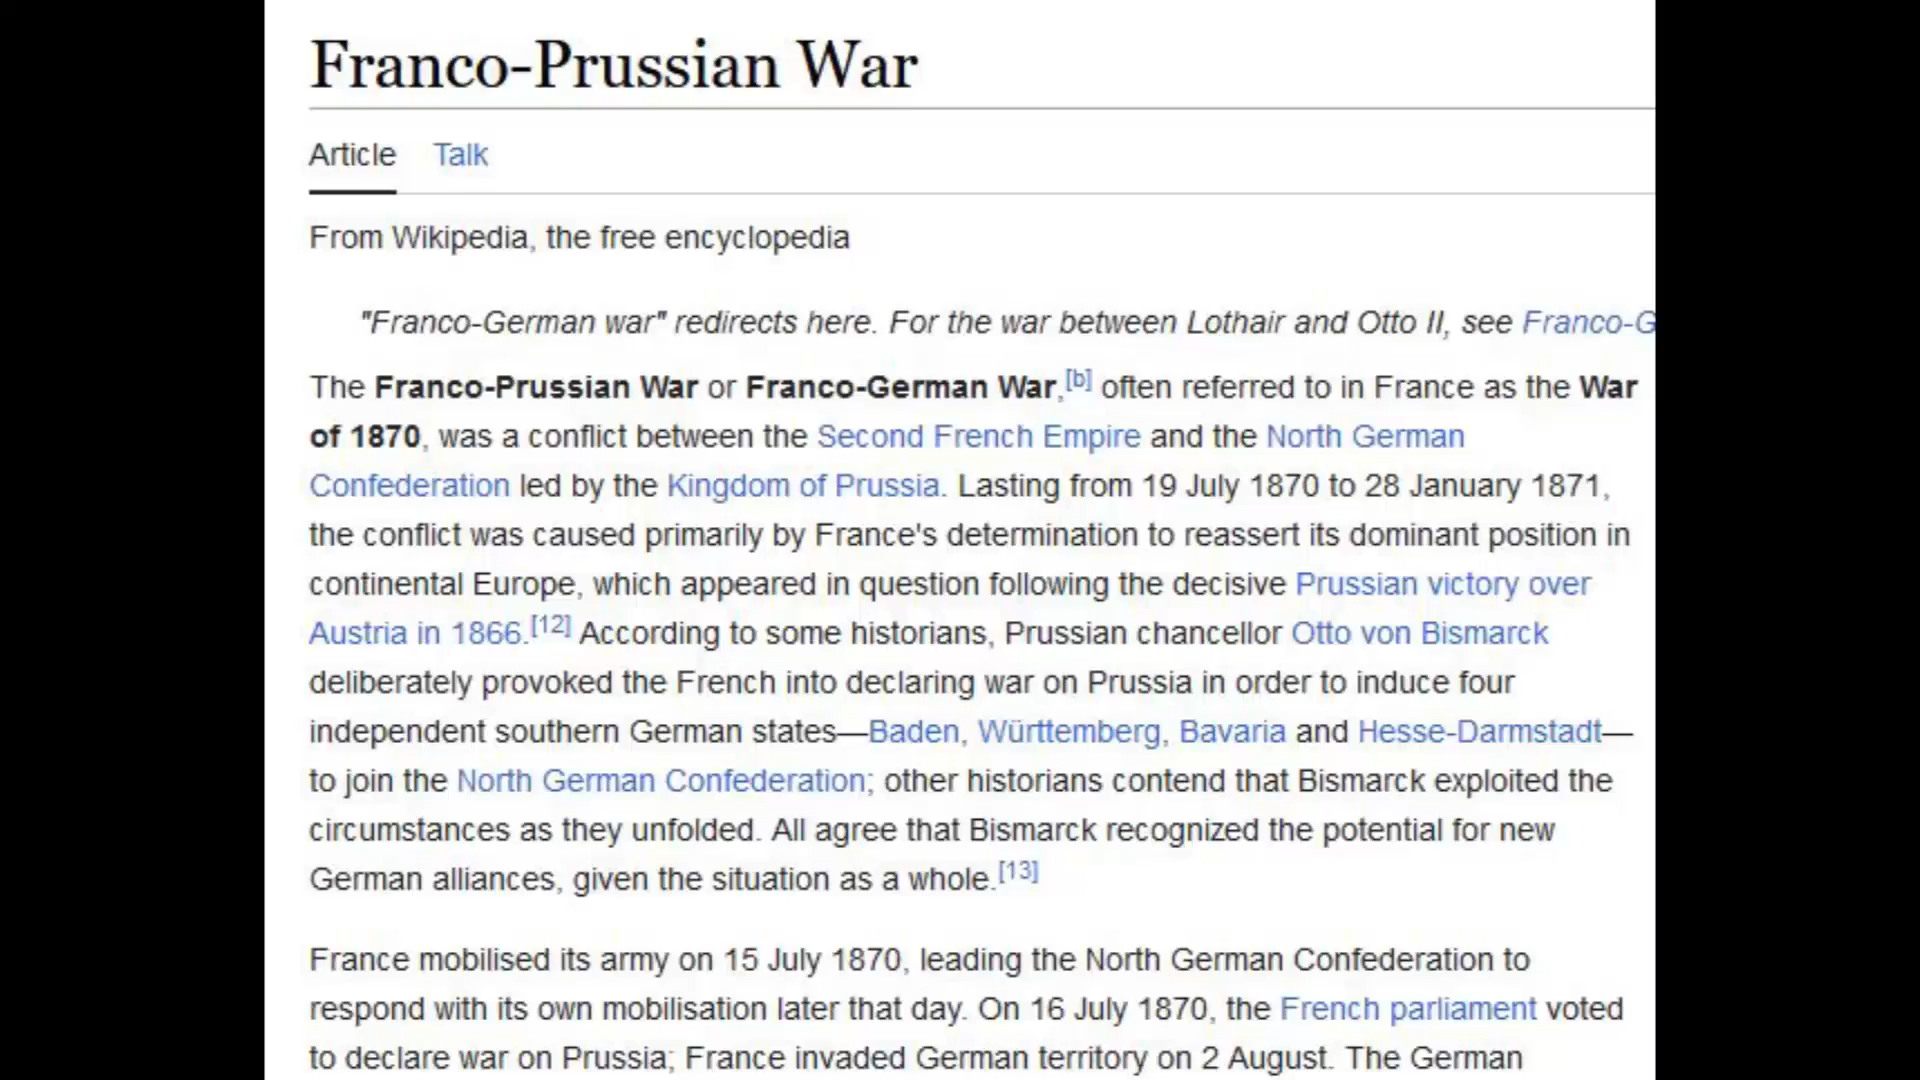 Franco-Prussian War
Article Talk
From Wikipedia, the free encyclopedia
"Franco-German war" redirects here. For the war between Lothair and Otto II, see Franco-G
The Franco-Prussian War or Franco-German War,[b] often referred to in France as the War
of 1870, was a conflict between the Second French Empire and the North German
Confederation led by the Kingdom of Prussia. Lasting from 19 July 1870 to 28 January 1871,
the conflict was caused primarily by France's determination to reassert its dominant position in
continental Europe, which appeared in question following the decisive Prussian victory over
Austria in 1866.[12] According to some historians, Prussian chancellor Otto von Bismarck
deliberately provoked the French into declaring war on Prussia in order to induce four
independent southern German states—Baden, Württemberg, Bavaria and Hesse-Darmstadt—
to join the North German Confederation; other historians contend that Bismarck exploited the
circumstances as they unfolded. All agree that Bismarck recognized the potential for new
German alliances, given the situation as a whole.[13]
France mobilised its army on 15 July 1870, leading the North German Confederation to
respond with its own mobilisation later that day. On 16 July 1870, the French parliament voted
to declare war on Prussia; France invaded German territory on 2 August. The German